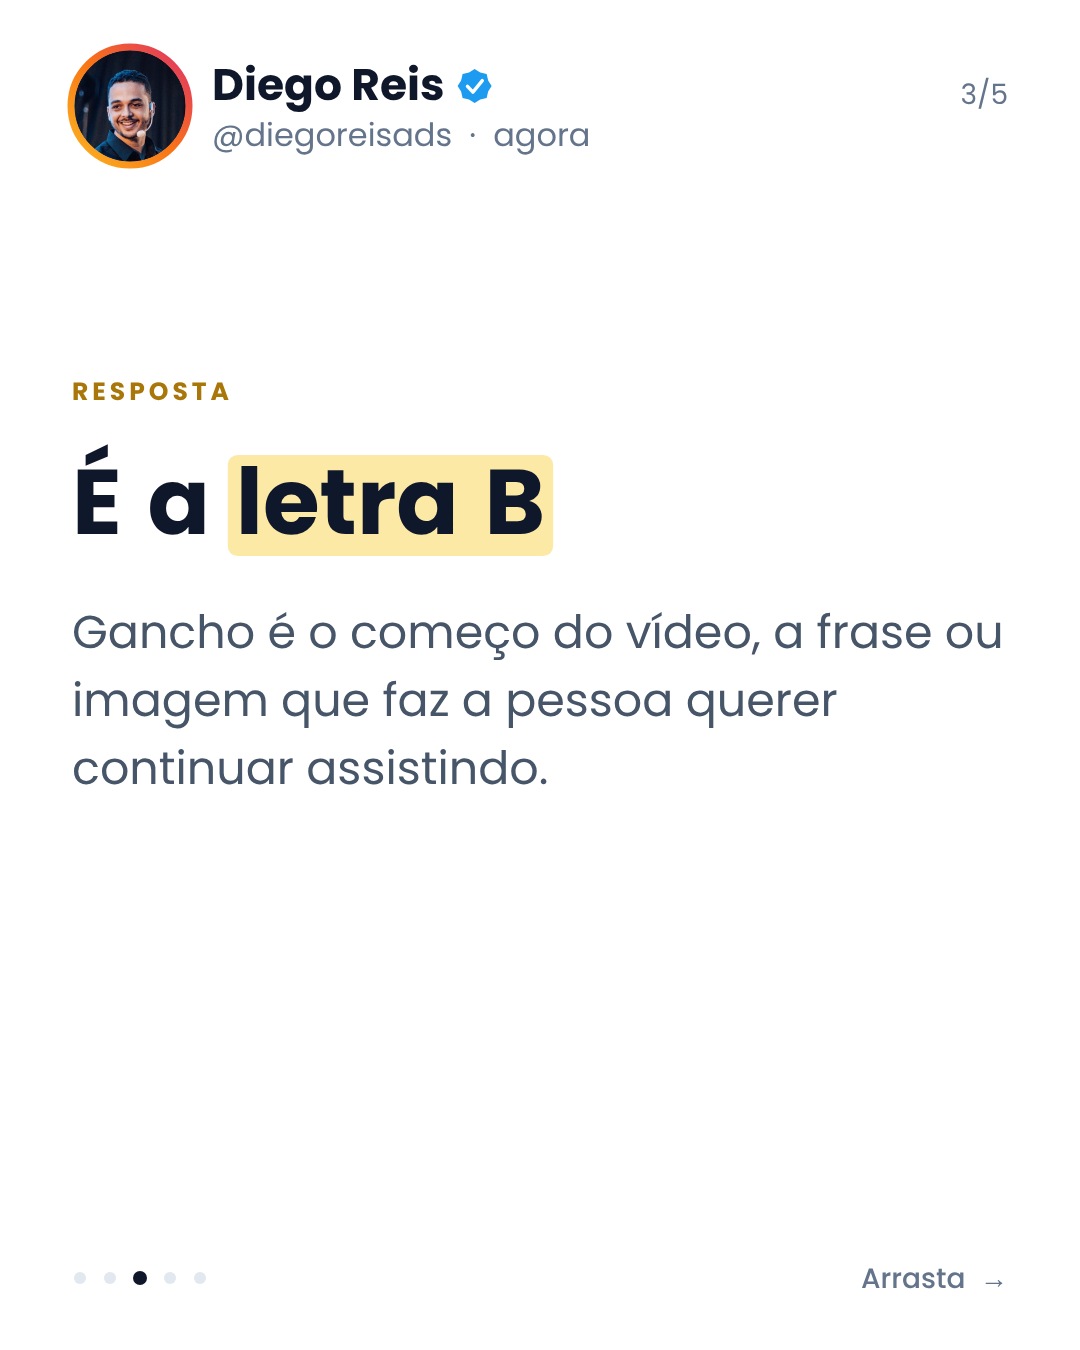 Diego Reis
@diegoreisads · agora
3/5
RESPOSTA
É a letra B
Gancho é o começo do vídeo, a frase ou
imagem que faz a pessoa querer
continuar assistindo.
Arrasta →